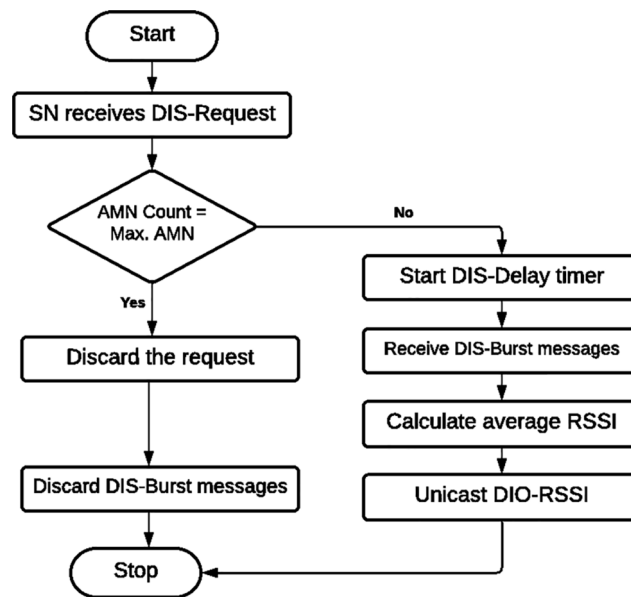 Start
SN receives DIS-Request
AMN Count =
Max. AMN
No
Yes
Start DIS-Delay timer
Discard the request
Receive DIS-Burst messages
Calculate average RSSI
Discard DIS-Burst messages
Unicast DIO-RSSI
Stop